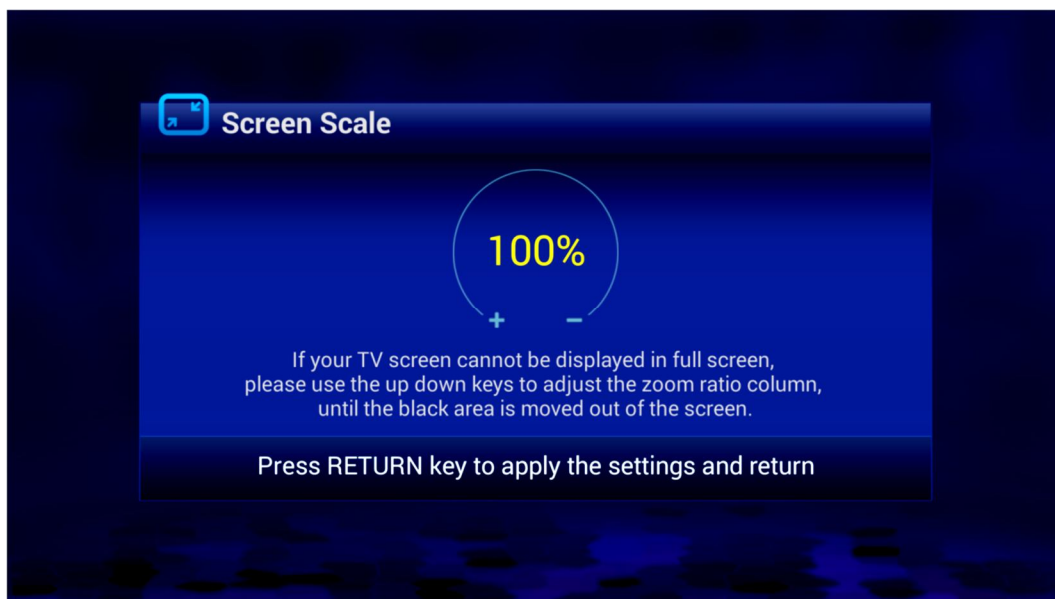 Screen Scale
100%
+ −
If your TV screen cannot be displayed in full screen,
please use the up down keys to adjust the zoom ratio column,
until the black area is moved out of the screen.
Press RETURN key to apply the settings and return